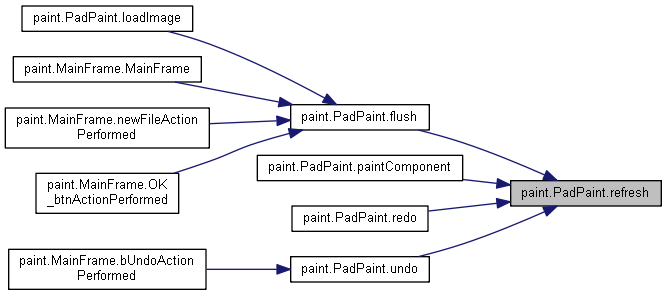 paint.PadPaint.loadImage
paint.MainFrame.MainFrame
paint.MainFrame.newFileAction
Performed
paint.MainFrame.OK
_btnActionPerformed
paint.MainFrame.bUndoAction
Performed
paint.PadPaint.flush
paint.PadPaint.paintComponent
paint.PadPaint.redo
paint.PadPaint.undo
paint.PadPaint.refresh